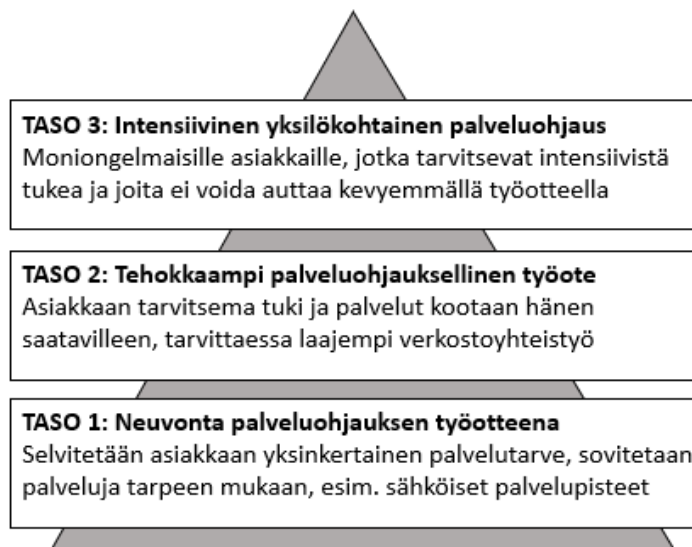 TASO 3: Intensiivinen yksilökohtainen palveluohjaus
Moniongelmaisille asiakkaille, jotka tarvitsevat intensiivistä
tukea ja joita ei voida auttaa kevyemmällä työotteella
TASO 2: Tehokkaampi palveluohjauksellinen työote
Asiakkaan tarvitsema tuki ja palvelut kootaan hänen
saatavilleen, tarvittaessa laajempi verkostoyhteistyö
TASO 1: Neuvonta palveluohjauksen työotteena
Selvitetään asiakkaan yksinkertainen palvelutarve, sovitetaan
palveluja tarpeen mukaan, esim. sähköiset palvelupisteet